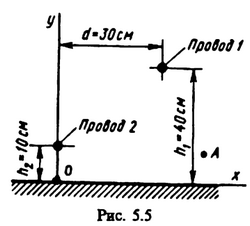 y
d=30см
Провод 1
Провод 2
h₂=10см
h₁=40см
A
O
x
Рис. 5.5